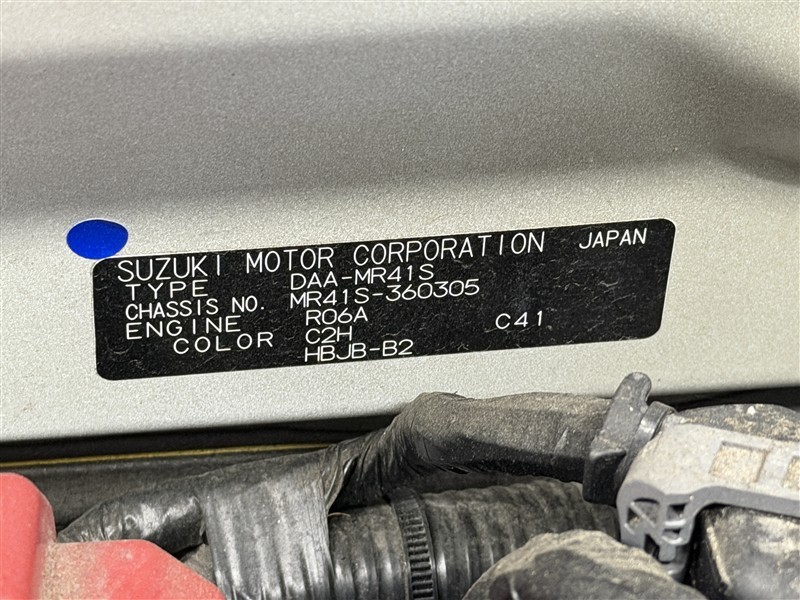 SUZUKI MOTOR CORPORATION JAPAN
TYPE DAA-MR41S
CHASSIS NO. MR41S-360305
ENGINE R06A
COLOR C2H C41
HBJB-B2